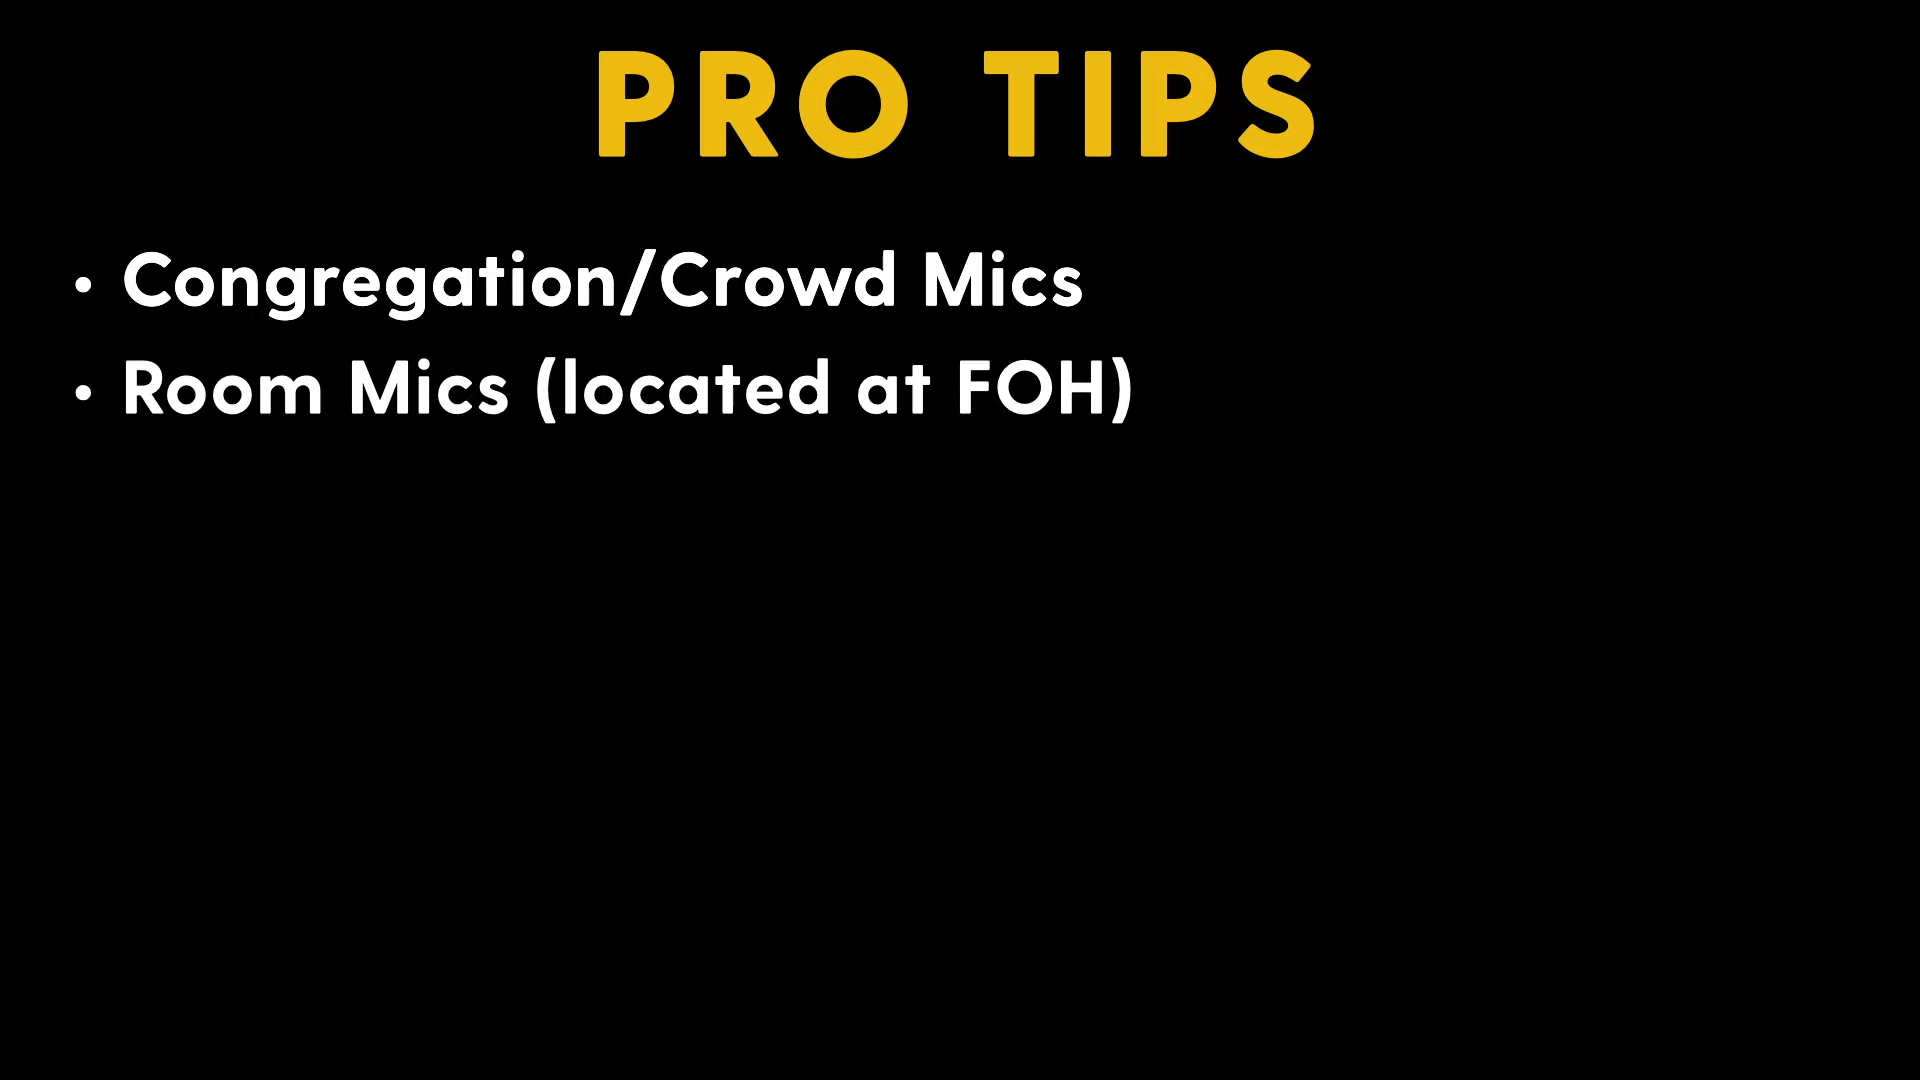 PRO TIPS
• Congregation/Crowd Mics
• Room Mics (located at FOH)